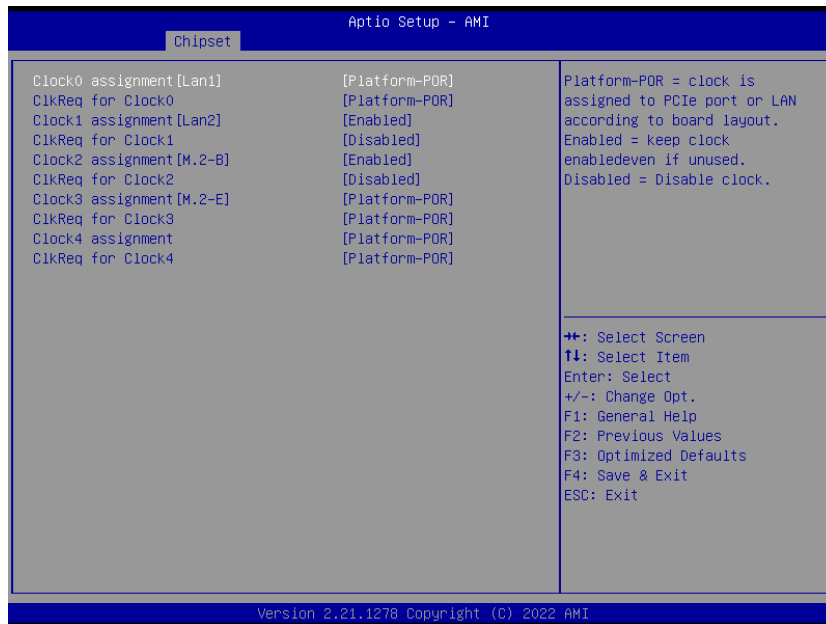 Aptio Setup - AMI
Chipset
Clock0 assignment[Lan1] [Platform-POR]
ClkReq for Clock0 [Platform-POR]
Clock1 assignment[Lan2] [Enabled]
ClkReq for Clock1 [Disabled]
Clock2 assignment[M.2-B] [Enabled]
ClkReq for Clock2 [Disabled]
Clock3 assignment[M.2-E] [Platform-POR]
ClkReq for Clock3 [Platform-POR]
Clock4 assignment [Platform-POR]
ClkReq for Clock4 [Platform-POR]
Platform-POR = clock is
assigned to PCIe port or LAN
according to board layout.
Enabled = keep clock
enabledeven if unused.
Disabled = Disable clock.
→←: Select Screen
↑↓: Select Item
Enter: Select
+/-: Change Opt.
F1: General Help
F2: Previous Values
F3: Optimized Defaults
F4: Save & Exit
ESC: Exit
Version 2.21.1278 Copyright (C) 2022 AMI